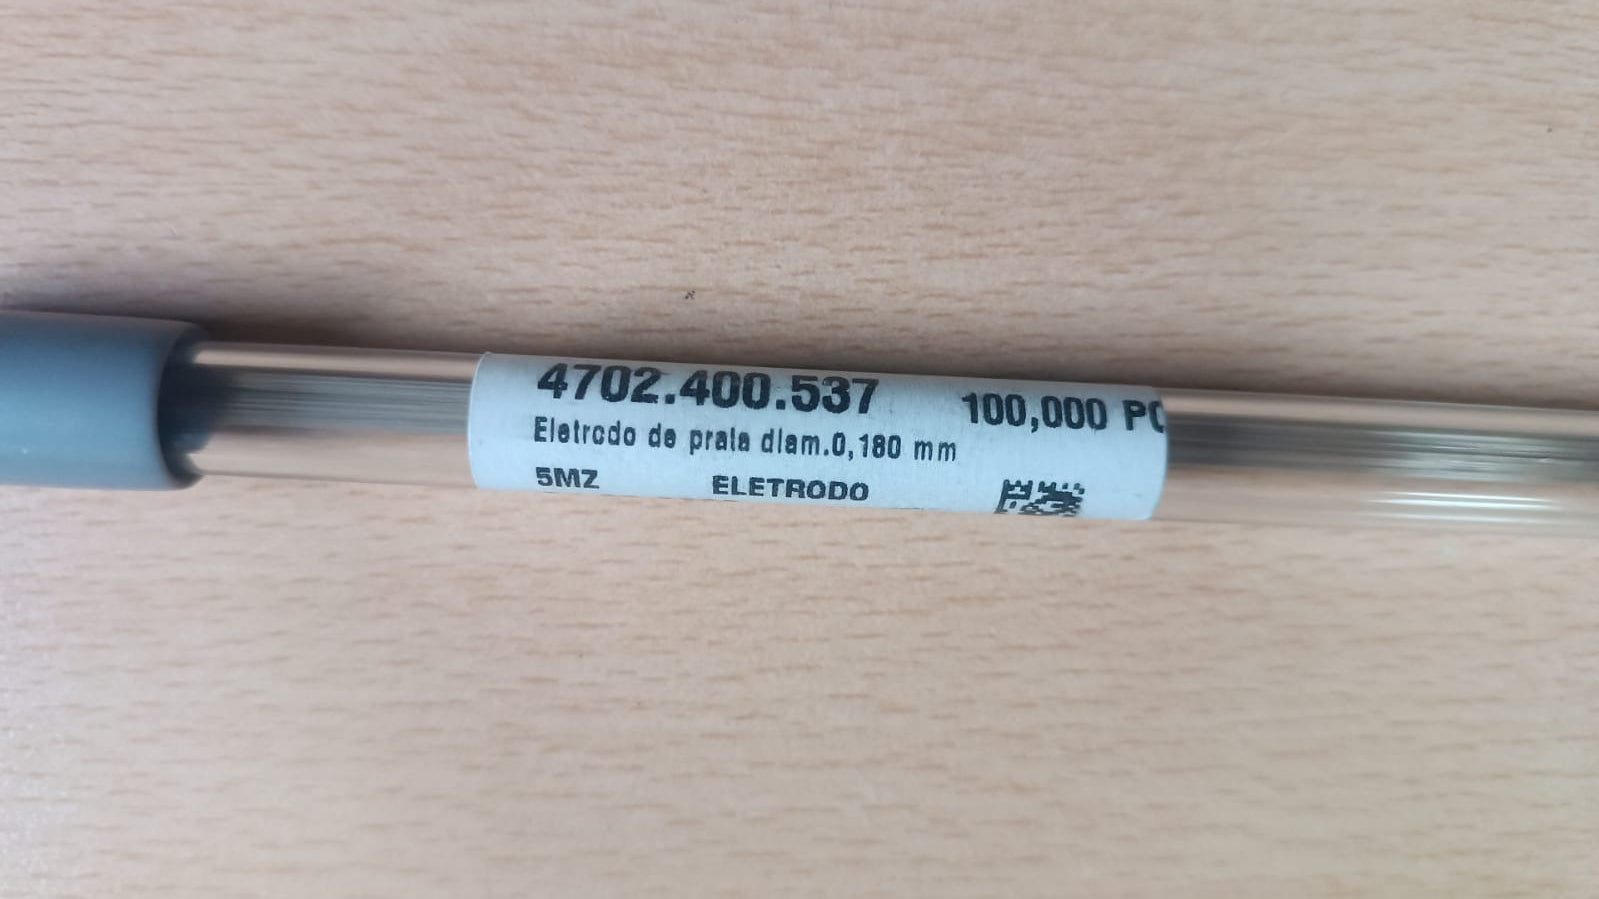 4702.400.537 100,000 PC
Eletrodo de prata diam.0,180 mm
5MZ ELETRODO